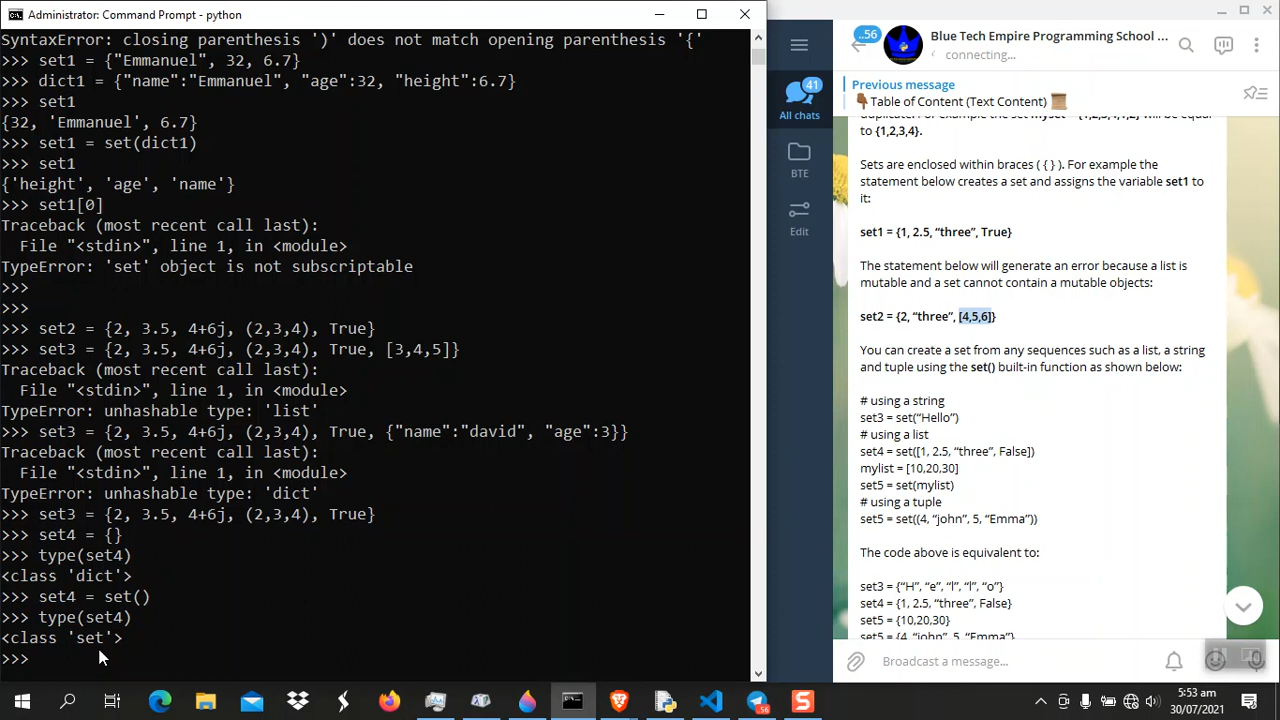 Administrator: Command Prompt - python
SyntaxError: closing parenthesis ')' does not match opening parenthesis '{'
>>> set1 = {"Emmanuel", 32, 6.7}
>>> dict1 = {"name":"Emmanuel", "age":32, "height":6.7}
>>> set1
{32, 'Emmanuel', 6.7}
>>> set1 = set(dict1)
>>> set1
{'height', 'age', 'name'}
>>> set1[0]
Traceback (most recent call last):
File "<stdin>", line 1, in <module>
TypeError: 'set' object is not subscriptable
>>>
>>>
>>> set2 = {2, 3.5, 4+6j, (2,3,4), True}
>>> set3 = {2, 3.5, 4+6j, (2,3,4), True, [3,4,5]}
Traceback (most recent call last):
File "<stdin>", line 1, in <module>
TypeError: unhashable type: 'list'
>>> set3 = {2, 3.5, 4+6j, (2,3,4), True, {"name":"david", "age":3}}
Traceback (most recent call last):
File "<stdin>", line 1, in <module>
TypeError: unhashable type: 'dict'
>>> set3 = {2, 3.5, 4+6j, (2,3,4), True}
>>> set4 = {}
>>> type(set4)
<class 'dict'>
>>> set4 = set()
>>> type(set4)
<class 'set'>
>>>
41
All chats
BTE
Edit
..56
Blue Tech Empire Programming School ...
connecting...
Previous message
Table of Content (Text Content)
to {1,2,3,4}.
Sets are enclosed within braces ( { } ). For example the
statement below creates a set and assigns the variable set1 to
it:
set1 = {1, 2.5, “three”, True}
The statement below will generate an error because a list is
mutable and a set cannot contain a mutable objects:
set2 = {2, “three”, [4,5,6]}
You can create a set from any sequences such as a list, a string
and tuple using the set() built-in function as shown below:
# using a string
set3 = set(“Hello”)
# using a list
set4 = set([1, 2.5, “three”, False])
mylist = [10,20,30]
set5 = set(mylist)
# using a tuple
set5 = set((4, “john”, 5, “Emma”))
The code above is equivalent to:
set3 = {“H”, “e”, “l”, “l”, “o”}
set4 = {1, 2.5, “three”, False}
set5 = {10,20,30}
set5 = {4, “john”, 5, “Emma”}
Broadcast a message...
56
5:53 am
30/07/2021